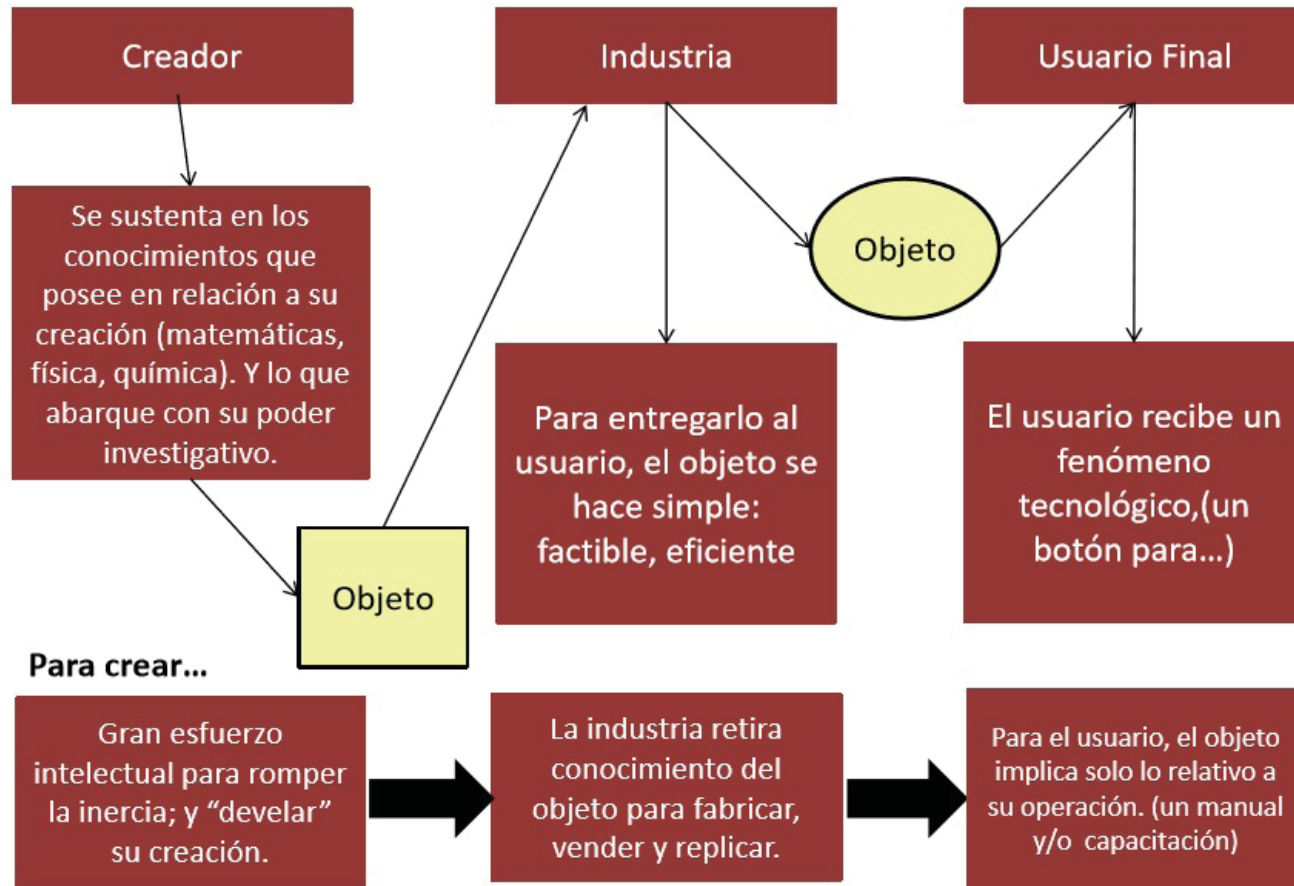 Creador
Industria
Usuario Final
Se sustenta en los
conocimientos que
posee en relación a su
creación (matemáticas,
física, química). Y lo que
abarque con su poder
investigativo.
Objeto
Objeto
Para entregarlo al
usuario, el objeto se
hace simple:
factible, eficiente
El usuario recibe un
fenómeno
tecnológico,(un
botón para...)
Para crear...
Gran esfuerzo
intelectual para romper
la inercia; y “develar”
su creación.
La industria retira
conocimiento del
objeto para fabricar,
vender y replicar.
Para el usuario, el objeto
implica solo lo relativo a
su operación. (un manual
y/o capacitación)